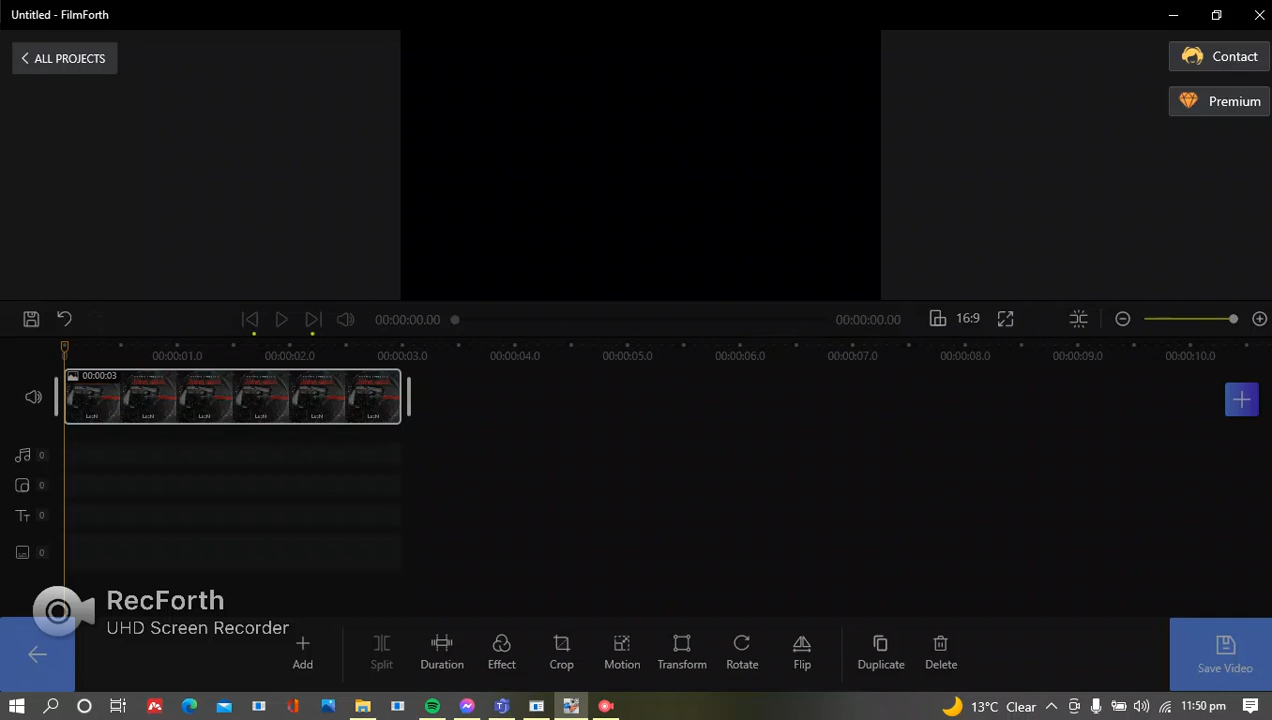 Untitled - FilmForth
ALL PROJECTS
Contact
Premium
00:00:00.00
00:00:00.00
16:9
0 00:00:01.0 00:00:02.0 00:00:03.0 00:00:04.0 00:00:05.0 00:00:06.0 00:00:07.0 00:00:08.0 00:00:09.0 00:00:10.0
00:00:03
0
0
TT 0
0
RecForth
UHD Screen Recorder
Add Split Duration Effect Crop Motion Transform Rotate Flip Duplicate Delete
Save Video
13°C Clear 11:50 pm